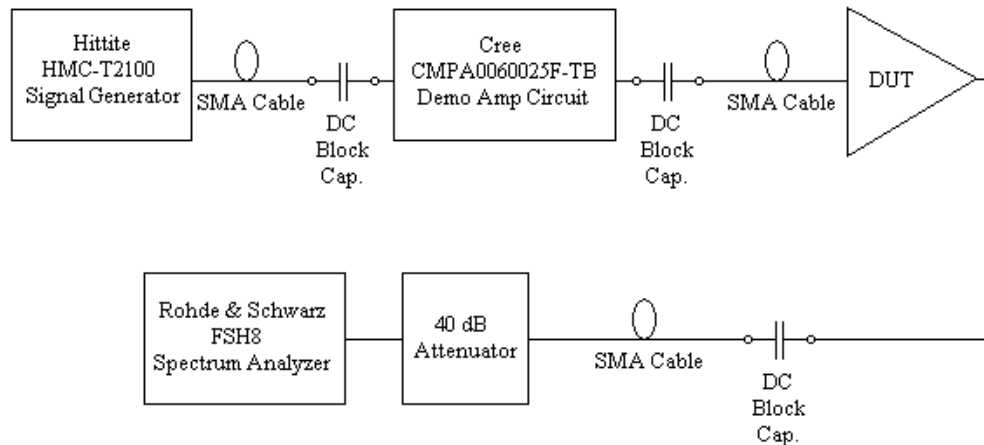 Hittite
HMC-T2100
Signal Generator
SMA Cable
DC
Block
Cap.
Cree
CMPA0060025F-TB
Demo Amp Circuit
DC
Block
Cap.
SMA Cable
DUT
Rohde & Schwarz
FSH8
Spectrum Analyzer
40 dB
Attenuator
SMA Cable
DC
Block
Cap.